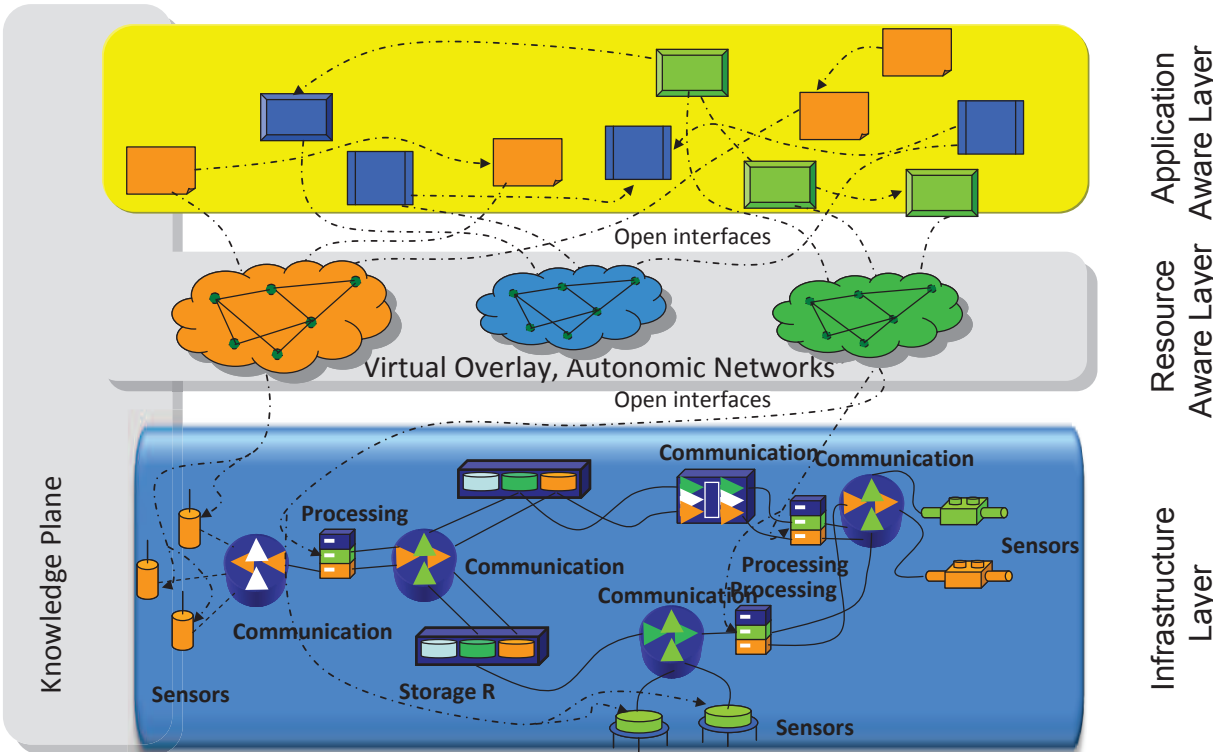 Application
Aware Layer
Open interfaces
Resource
Aware Layer
Virtual Overlay, Autonomic Networks
Open interfaces
Knowledge Plane
Communication
Communication
Processing
Sensors
Communication
Processing
Processing
Communication
Communication
Sensors
Storage R
Sensors
Infrastructure
Layer